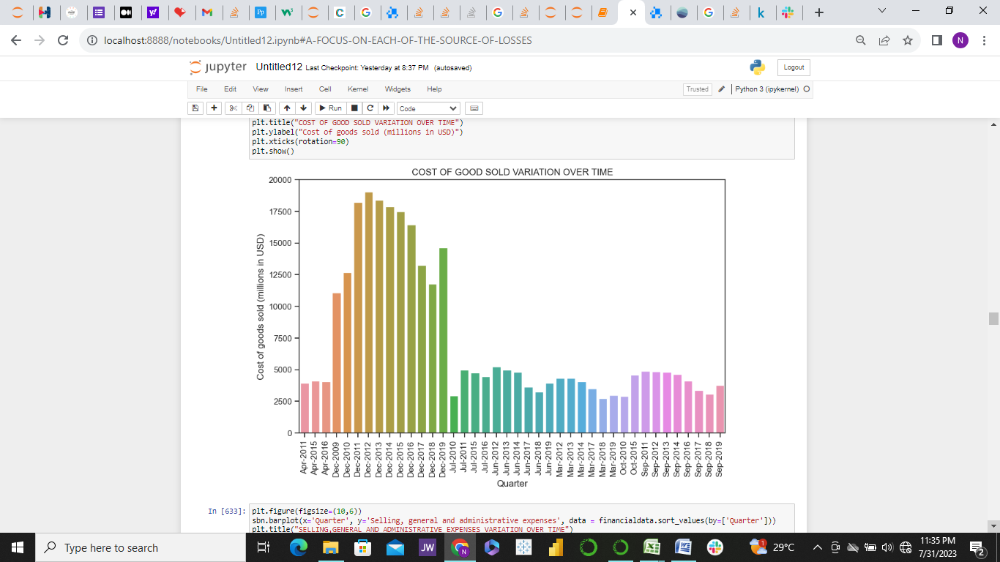 localhost:8888/notebooks/Untitled12.ipynb#A-FOCUS-ON-EACH-OF-THE-SOURCE-OF-LOSSES
N
jupyter Untitled12 Last Checkpoint: Yesterday at 8:37 PM (autosaved)
Logout
File Edit View Insert Cell Kernel Widgets Help
Trusted Python 3 (ipykernel)
Run Code
plt.title("COST OF GOOD SOLD VARIATION OVER TIME")
plt.ylabel("Cost of goods sold (millions in USD)")
plt.xticks(rotation=90)
plt.show()
COST OF GOOD SOLD VARIATION OVER TIME
Cost of goods sold (millions in USD)
20000
17500
15000
12500
10000
7500
5000
2500
0
Apr-2011
Apr-2015
Apr-2016
Dec-2009
Dec-2010
Dec-2011
Dec-2012
Dec-2013
Dec-2014
Dec-2015
Dec-2016
Dec-2017
Dec-2018
Dec-2019
Jul-2010
Jul-2011
Jul-2015
Jul-2016
Jun-2012
Jun-2013
Jun-2014
Jun-2017
Jun-2018
Jun-2019
Mar-2012
Mar-2013
Mar-2014
Mar-2017
Mar-2018
Mar-2019
Oct-2010
Oct-2015
Sep-2011
Sep-2012
Sep-2013
Sep-2014
Sep-2016
Sep-2017
Sep-2018
Sep-2019
Quarter
In [633]:
plt.figure(figsize=(10,6))
sbn.barplot(x='Quarter', y='Selling, general and administrative expenses', data = financialdata.sort_values(by=['Quarter']))
plt.title("SELLING,GENERAL AND ADMINISTRATIVE EXPENSES VARIATION OVER TIME")
Type here to search
JW
29°C
11:35 PM
7/31/2023
2